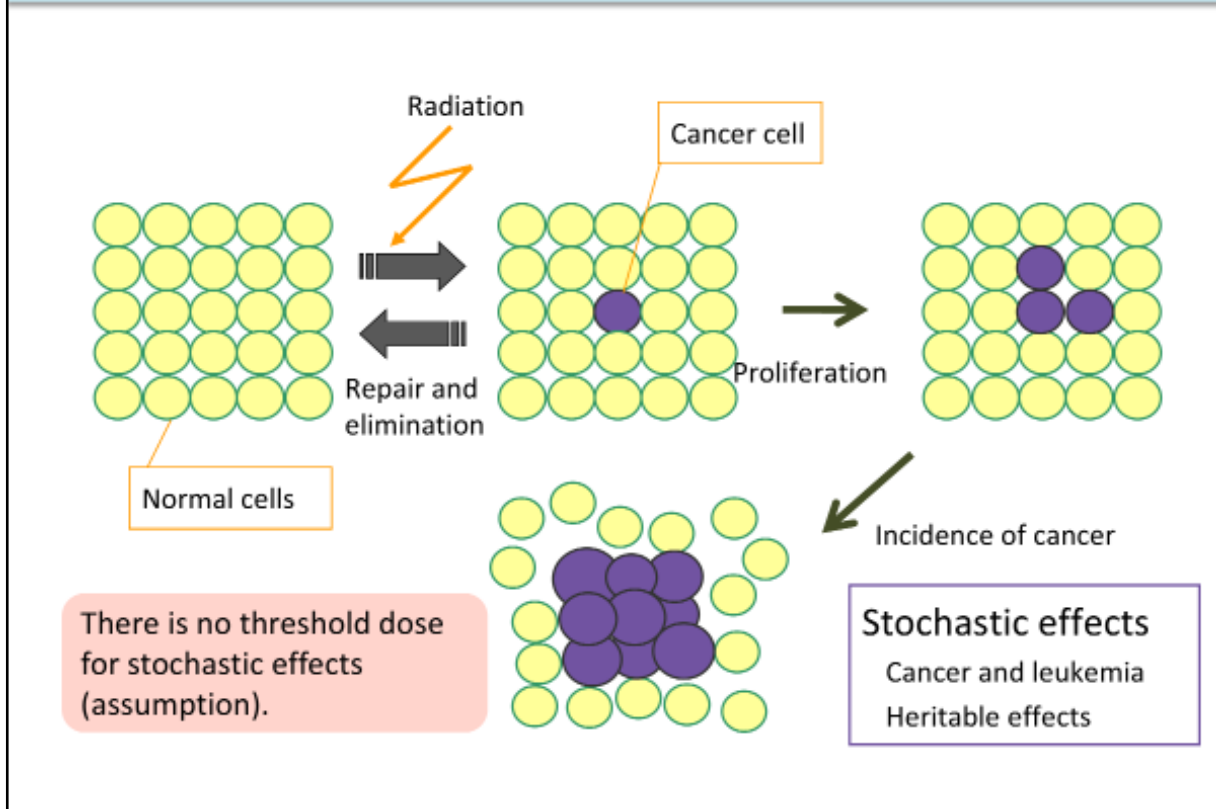 Radiation
Cancer cell
Repair and
elimination
Proliferation
Normal cells
Incidence of cancer
There is no threshold dose
for stochastic effects
(assumption).
Stochastic effects
Cancer and leukemia
Heritable effects